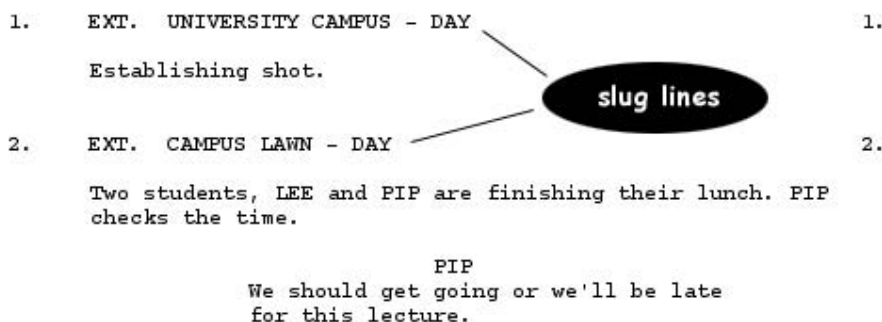 1. EXT. UNIVERSITY CAMPUS - DAY 1.
Establishing shot.
slug lines
2. EXT. CAMPUS LAWN - DAY 2.
Two students, LEE and PIP are finishing their lunch. PIP
checks the time.
PIP
We should get going or we'll be late
for this lecture.